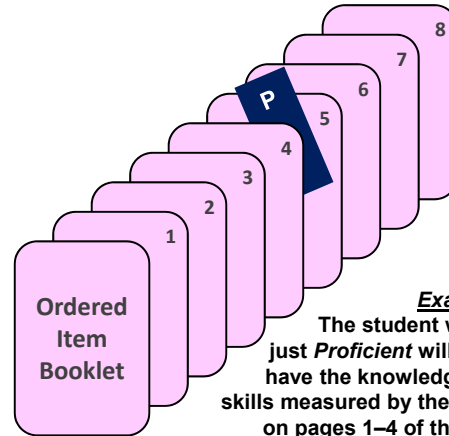 8
7
6
P
5
4
3
2
1
Ordered
Item
Booklet
Exa
The student w
just Proficient will
have the knowledg
skills measured by the
on pages 1–4 of th